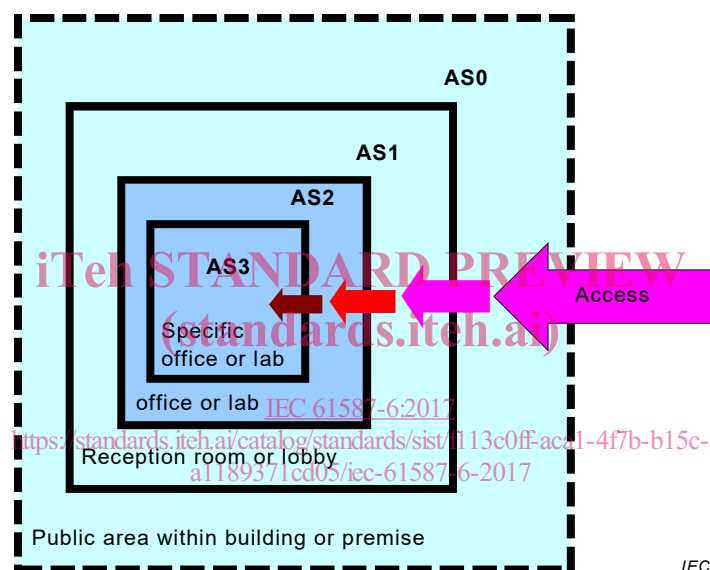 AS0
AS1
AS2
AS3
iTeh STANDARD PREVIEW
Access
(standards.iteh.ai)
Specific
office or lab
office or lab
IEC 61587-6:2017
https://standards.iteh.ai/catalog/standards/sist/f113c0ff-aca1-4f7b-b15c-
Reception room or lobby
a1189371cd05/iec-61587-6-2017
Public area within building or premise
IEC